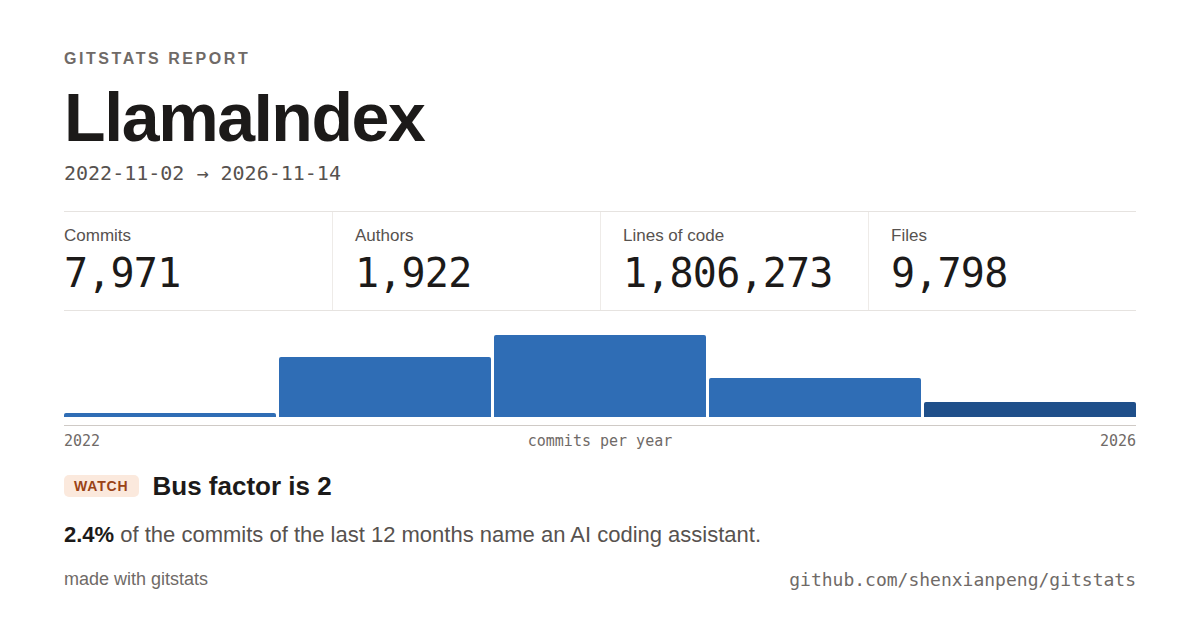 GITSTATS REPORT
LlamaIndex
2022-11-02 → 2026-11-14
Commits
7,971
Authors
1,922
Lines of code
1,806,273
Files
9,798
2022
commits per year
2026
WATCH Bus factor is 2
2.4% of the commits of the last 12 months name an AI coding assistant.
made with gitstats
github.com/shenxianpeng/gitstats